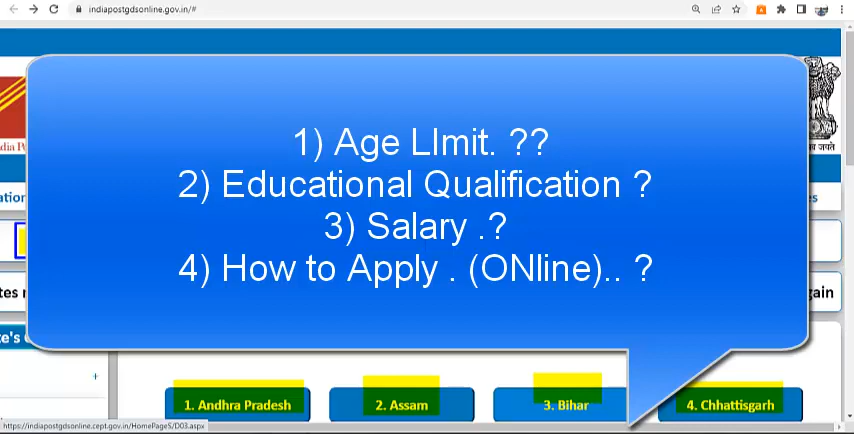 indiapostgdsonline.gov.in/#
1) Age LImit. ??
2) Educational Qualification ?
3) Salary .?
4) How to Apply . (ONline).. ?
1. Andhra Pradesh
2. Assam
3. Bihar
4. Chhattisgarh
https://indiapostgdsonline.cept.gov.in/HomePageS/D03.aspx